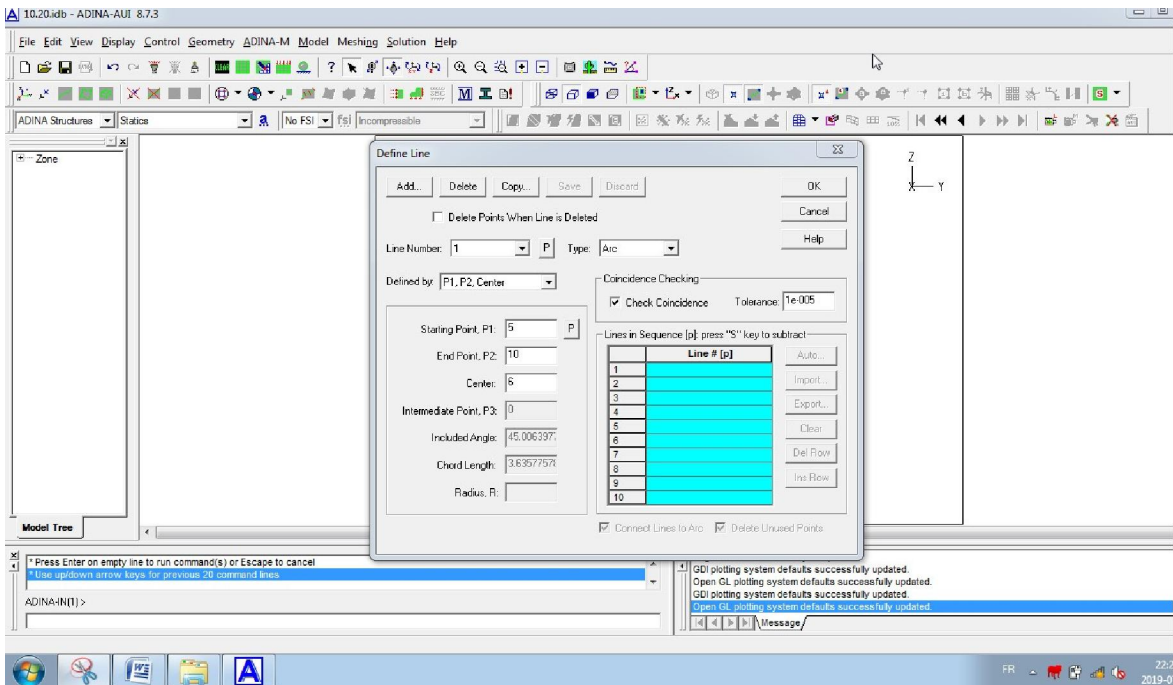 10.20.idb - ADINA-AUI 8.7.3
File Edit View Display Control Geometry ADINA-M Model Meshing Solution Help
ADINA Structures Statics No FSI fsi Incompressible
Zone
Model Tree
Define Line
Add... Delete Copy... Save Discard OK
Delete Points When Line is Deleted Cancel
Line Number: 1 P Type: Arc Help
Defined by: P1, P2, Center
Starting Point, P1: 5 P
End Point, P2: 10
Center: 6
Intermediate Point, P3: 0
Included Angle: 45.006397
Chord Length: 3.6357757
Radius, R:
Coincidence Checking
Check Coincidence Tolerance: 1e-005
Lines in Sequence [p]: press "S" key to subtract
Line # [p]
1
2
3
4
5
6
7
8
9
10
Auto...
Import...
Export...
Clear
Del Row
Ins Row
Connect Lines to Arc Delete Unused Points
Z
X Y
* Press Enter on empty line to run command(s) or Escape to cancel
* Use up/down arrow keys for previous 20 command lines
ADINA-IN(1) >
GDI plotting system defaults successfully updated.
Open GL plotting system defaults successfully updated.
GDI plotting system defaults successfully updated.
Open GL plotting system defaults successfully updated.
Message
FR
22:2
2019-0